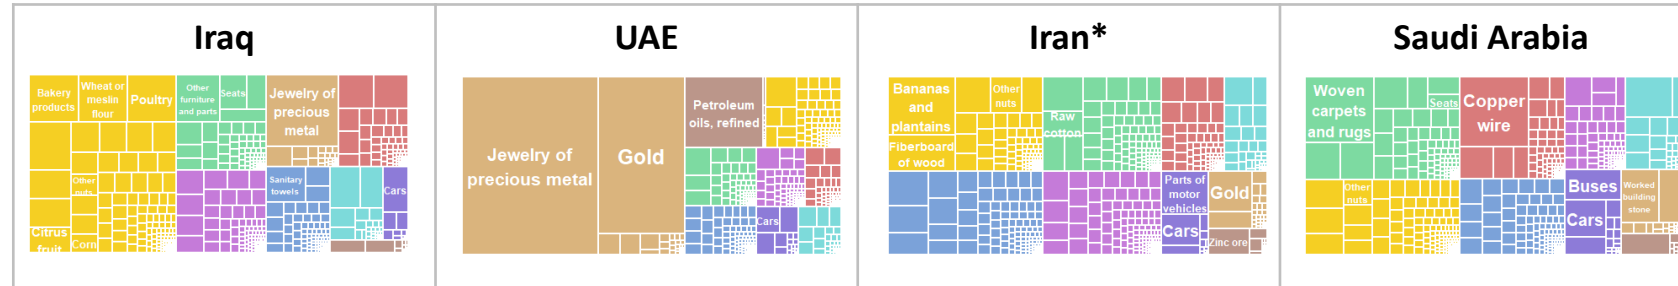 Iraq
Bakery
products
Wheat or
meslin
flour
Poultry
Other
furniture
and parts
Seats
Jewelry of
precious
metal
Other
nuts
Sanitary
towels
Cars
Citrus
fruit
Corn
UAE
Jewelry of
precious metal
Gold
Petroleum
oils, refined
Cars
Iran*
Bananas
and
plantains
Other
nuts
Fiberboard
of wood
Raw
cotton
Parts of
motor
vehicles
Cars
Gold
Zinc ore
Saudi Arabia
Woven
carpets
and rugs
Seats
Copper
wire
Other
nuts
Buses
Cars
Worked
building
stone